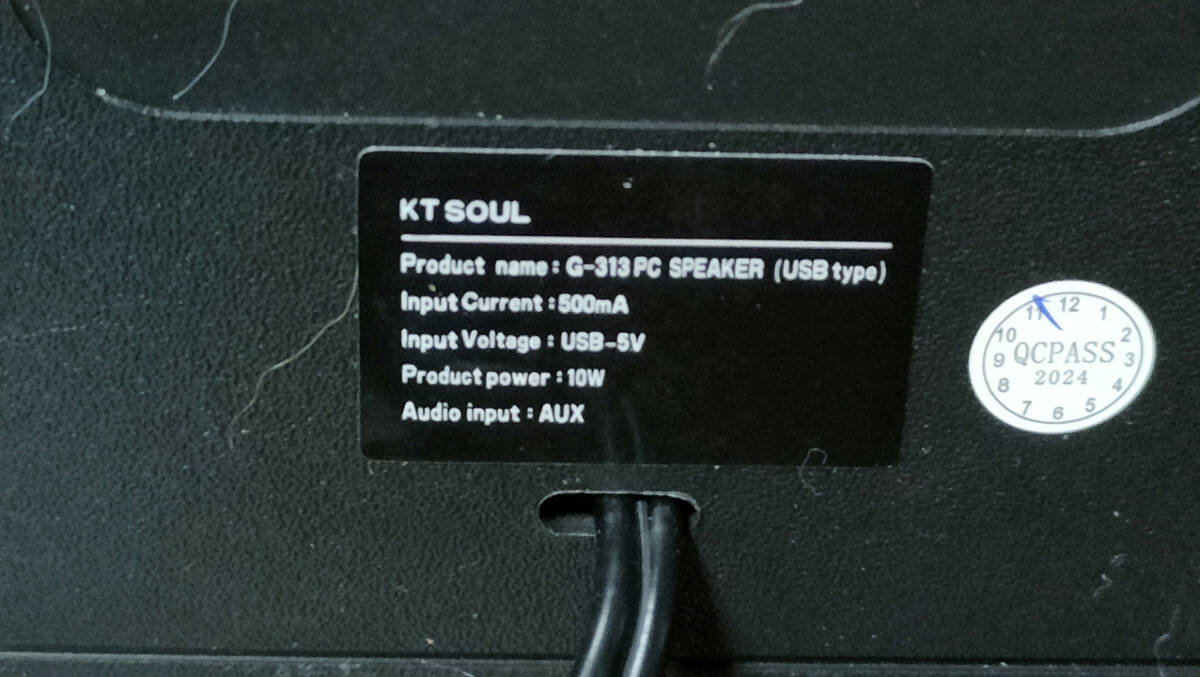 KT SOUL
Product name : G-313 PC SPEAKER (USB type)
Input Current : 500mA
Input Voltage : USB-5V
Product power : 10W
Audio input : AUX
12
1
2
3
4
5
6
7
8
9
10
11
QCPASS
2024